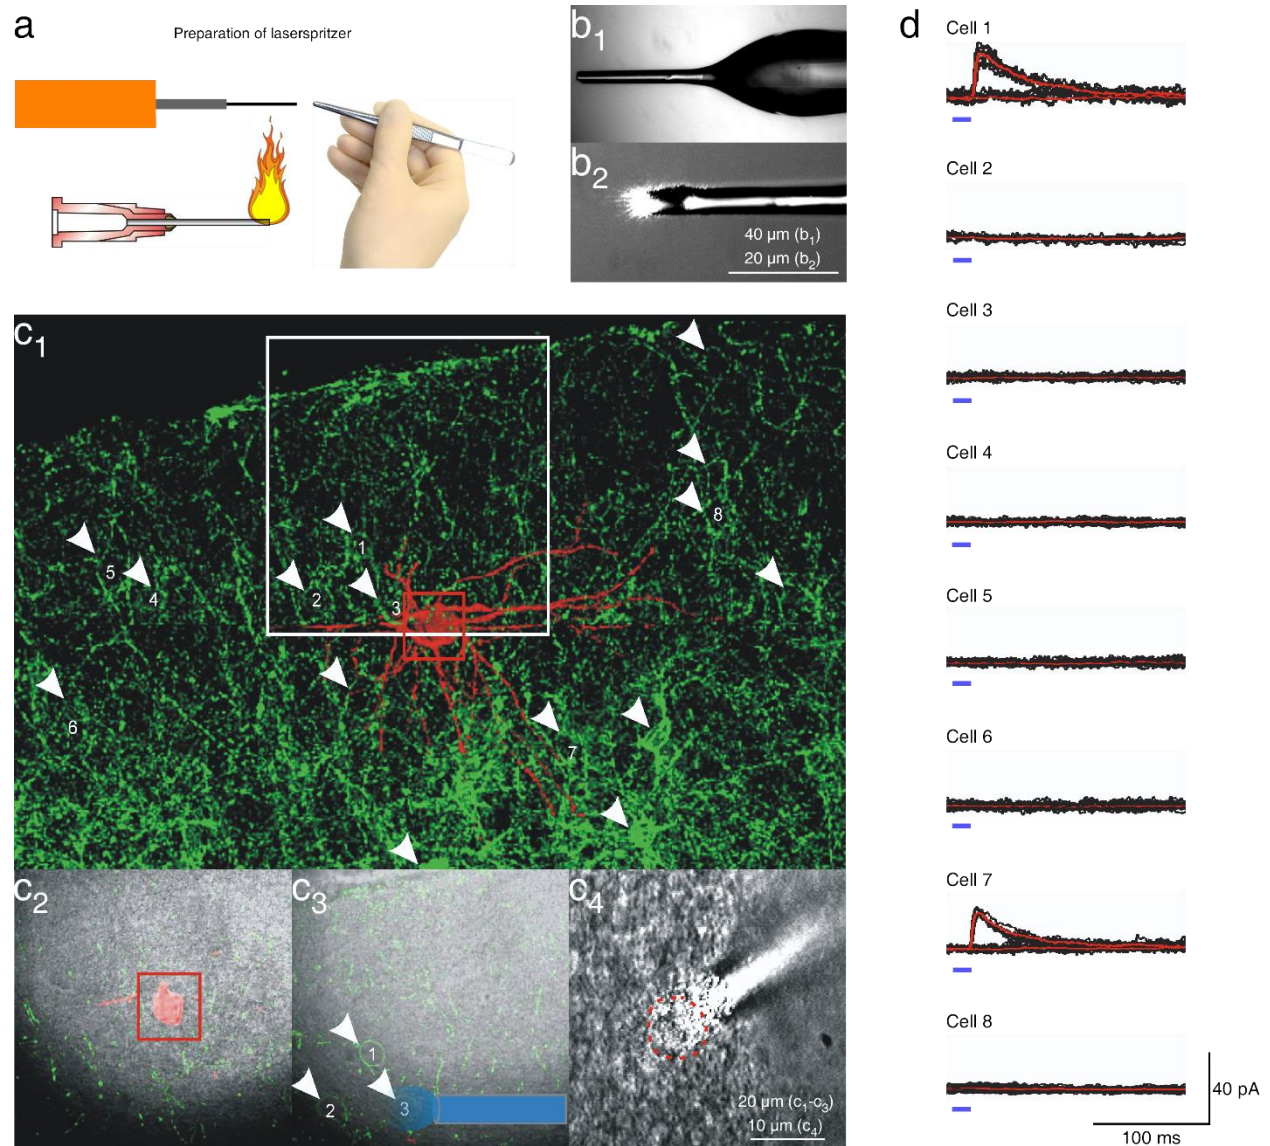 a
Preparation of laserspritzer
b1
b2
40 µm (b1)
20 µm (b2)
c1
1
2
3
4
5
6
7
8
c2
c3
1
2
3
c4
20 µm (c1-c3)
10 µm (c4)
d
Cell 1
Cell 2
Cell 3
Cell 4
Cell 5
Cell 6
Cell 7
Cell 8
40 pA
100 ms